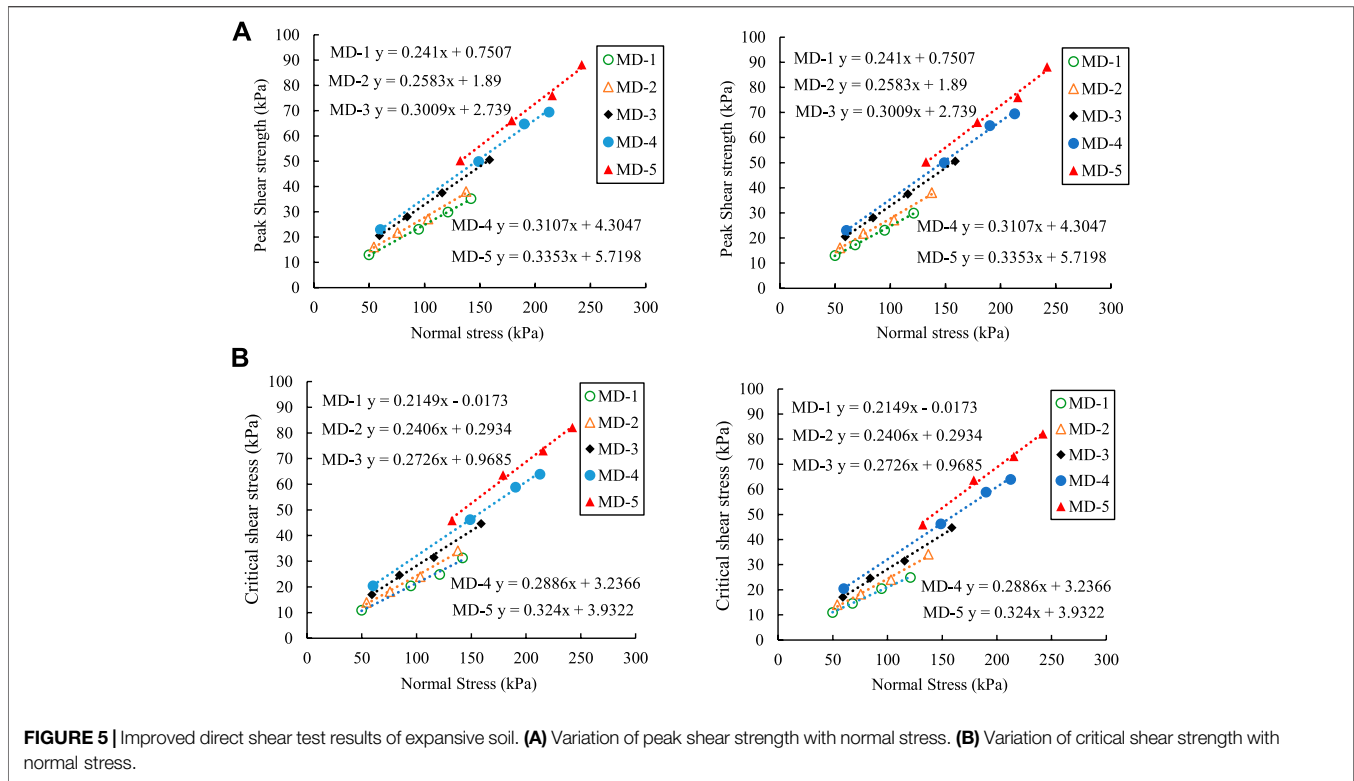 A
MD-1 y = 0.241x + 0.7507
MD-2 y = 0.2583x + 1.89
MD-3 y = 0.3009x + 2.739
MD-4 y = 0.3107x + 4.3047
MD-5 y = 0.3353x + 5.7198
MD-1
MD-2
MD-3
MD-4
MD-5
Peak Shear strength (kPa)
100
90
80
70
60
50
40
30
20
10
0
0 50 100 150 200 250 300
Normal stress (kPa)
MD-1 y = 0.241x + 0.7507
MD-2 y = 0.2583x + 1.89
MD-3 y = 0.3009x + 2.739
MD-4 y = 0.3107x + 4.3047
MD-5 y = 0.3353x + 5.7198
MD-1
MD-2
MD-3
MD-4
MD-5
Peak Shear strength (kPa)
100
90
80
70
60
50
40
30
20
10
0
0 50 100 150 200 250 300
Normal stress (kPa)
B
MD-1 y = 0.2149x - 0.0173
MD-2 y = 0.2406x + 0.2934
MD-3 y = 0.2726x + 0.9685
MD-4 y = 0.2886x + 3.2366
MD-5 y = 0.324x + 3.9322
MD-1
MD-2
MD-3
MD-4
MD-5
Critical shear stress (kPa)
100
90
80
70
60
50
40
30
20
10
0
0 50 100 150 200 250 300
Normal Stress (kPa)
MD-1 y = 0.2149x - 0.0173
MD-2 y = 0.2406x + 0.2934
MD-3 y = 0.2726x + 0.9685
MD-4 y = 0.2886x + 3.2366
MD-5 y = 0.324x + 3.9322
MD-1
MD-2
MD-3
MD-4
MD-5
Critical shear stress (kPa)
100
90
80
70
60
50
40
30
20
10
0
0 50 100 150 200 250 300
Normal Stress (kPa)
FIGURE 5 | Improved direct shear test results of expansive soil. (A) Variation of peak shear strength with normal stress. (B) Variation of critical shear strength with
normal stress.